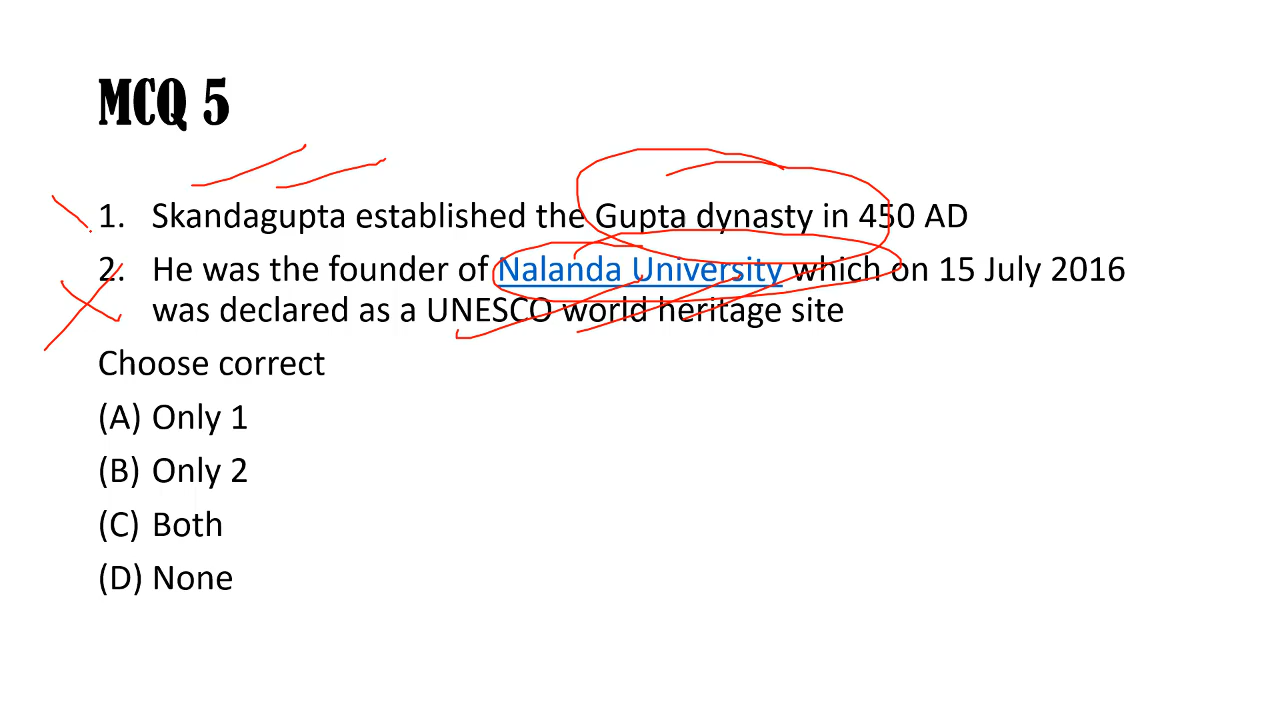 MCQ 5
1. Skandagupta established the Gupta dynasty in 450 AD
2. He was the founder of Nalanda University which on 15 July 2016
was declared as a UNESCO world heritage site
Choose correct
(A) Only 1
(B) Only 2
(C) Both
(D) None